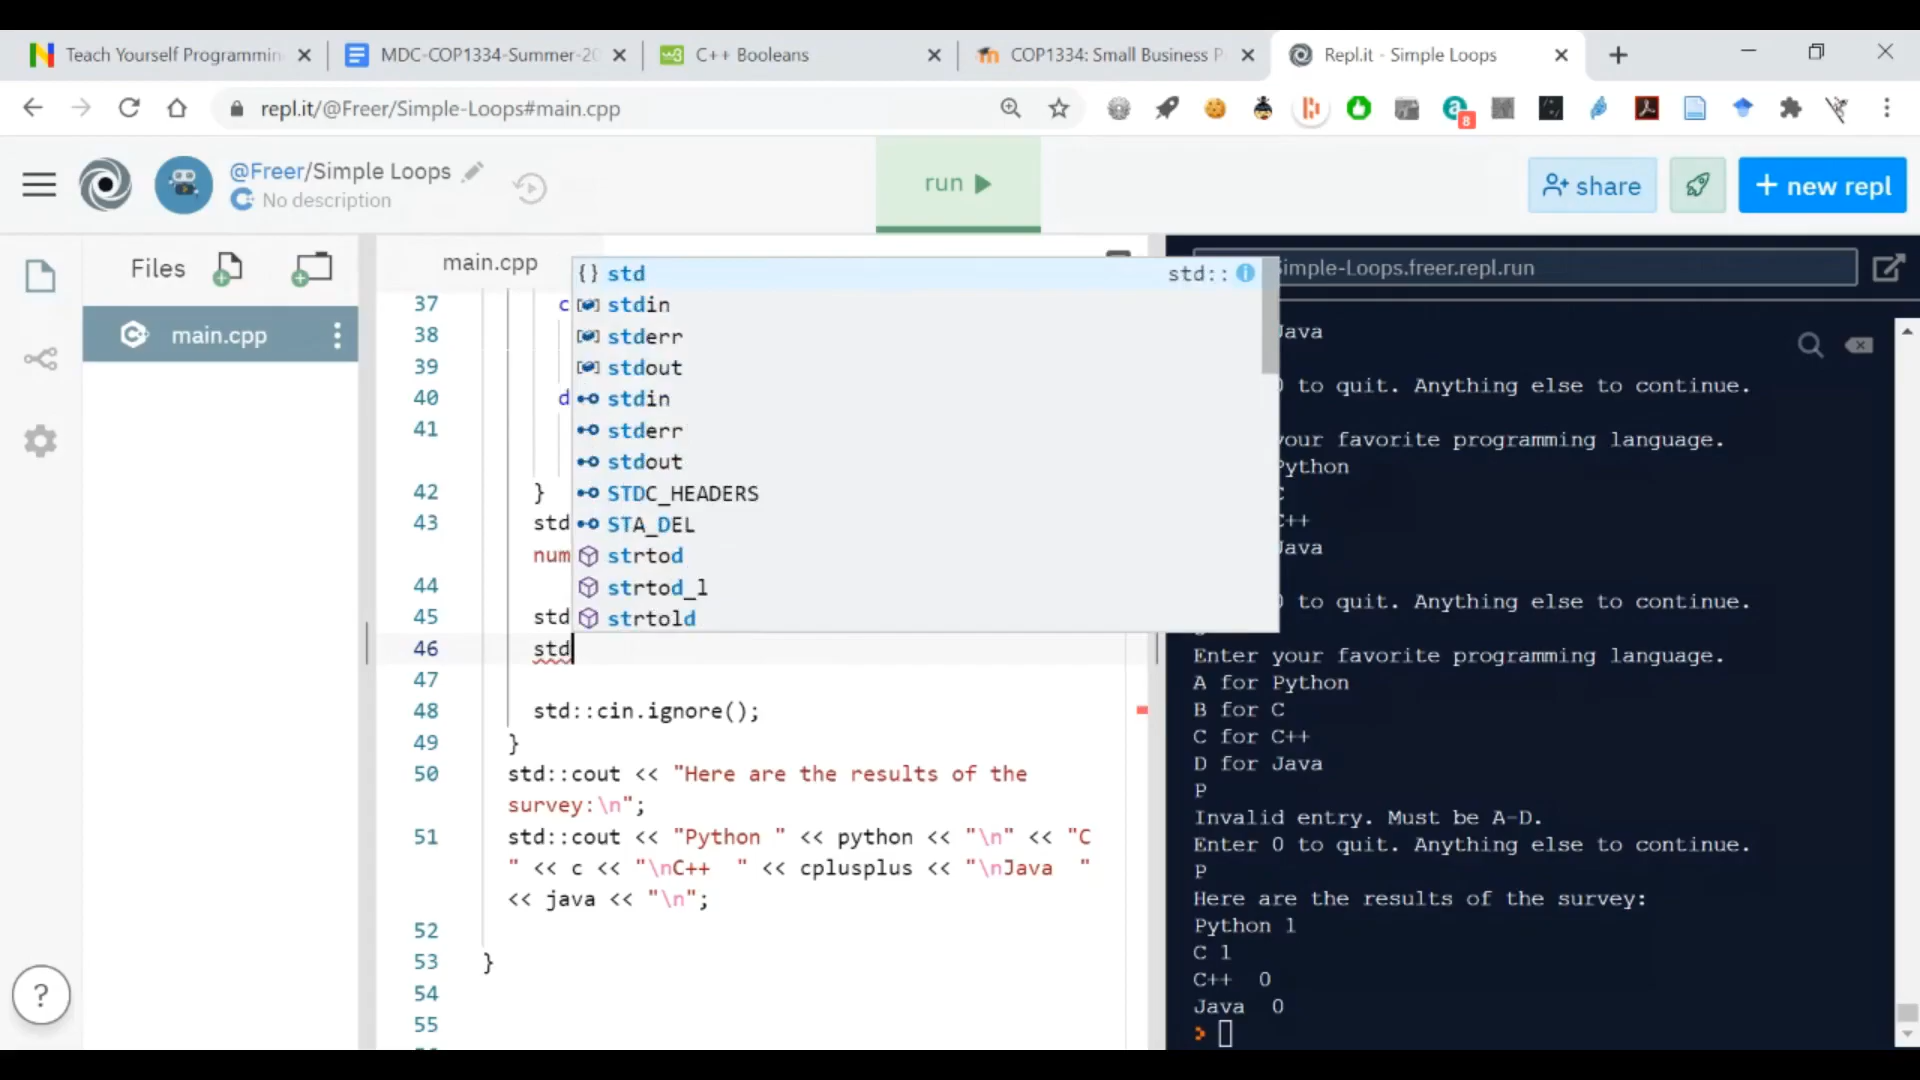 Teach Yourself Programmin
MDC-COP1334-Summer-20
C++ Booleans
COP1334: Small Business P
Repl.it - Simple Loops
repl.it/@Freer/Simple-Loops#main.cpp
8
@Freer/Simple Loops
No description
run
share
+ new repl
Files
main.cpp
main.cpp
{} std std::
stdin
stderr
stdout
stdin
stderr
stdout
STDC_HEADERS
STA_DEL
strtod
strtod_l
strtold
37 c
38
39
40 d
41
42 }
43 std
num
44
45 std
46 std
47
48 std::cin.ignore();
49 }
50 std::cout << "Here are the results of the
survey:\n";
51 std::cout << "Python " << python << "\n" << "C
" << c << "\nC++  " << cplusplus << "\nJava  "
<< java << "\n";
52
53 }
54
55
imple-Loops.freer.repl.run
Java
to quit. Anything else to continue.
your favorite programming language.
Python
C++
Java
to quit. Anything else to continue.
Enter your favorite programming language.
A for Python
B for C
C for C++
D for Java
P
Invalid entry. Must be A-D.
Enter 0 to quit. Anything else to continue.
P
Here are the results of the survey:
Python 1
C 1
C++  0
Java  0
>
?